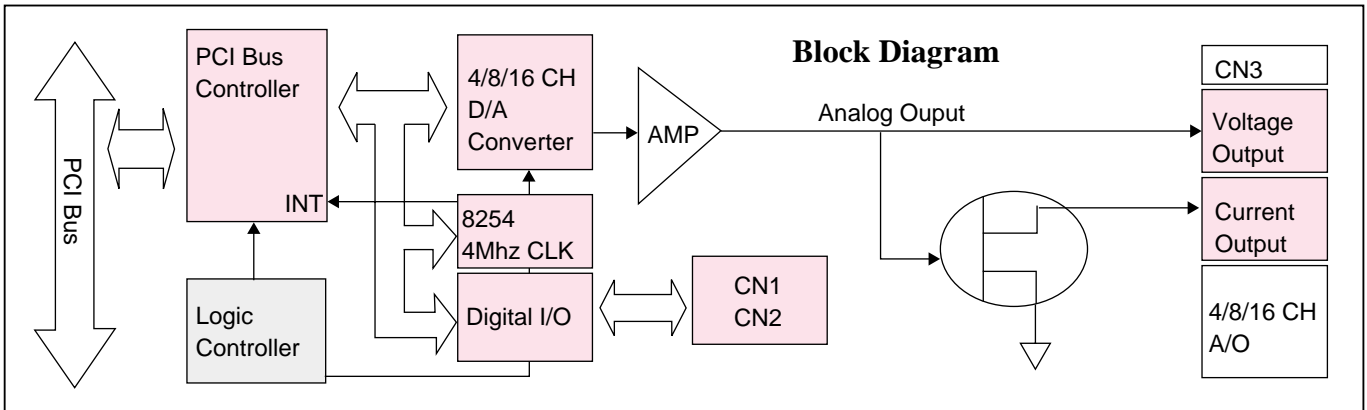 Block Diagram
PCI Bus
PCI Bus
Controller
INT
Logic
Controller
4/8/16 CH
D/A
Converter
8254
4Mhz CLK
Digital I/O
CN1
CN2
AMP
Analog Ouput
CN3
Voltage
Output
Current
Output
4/8/16 CH
A/O